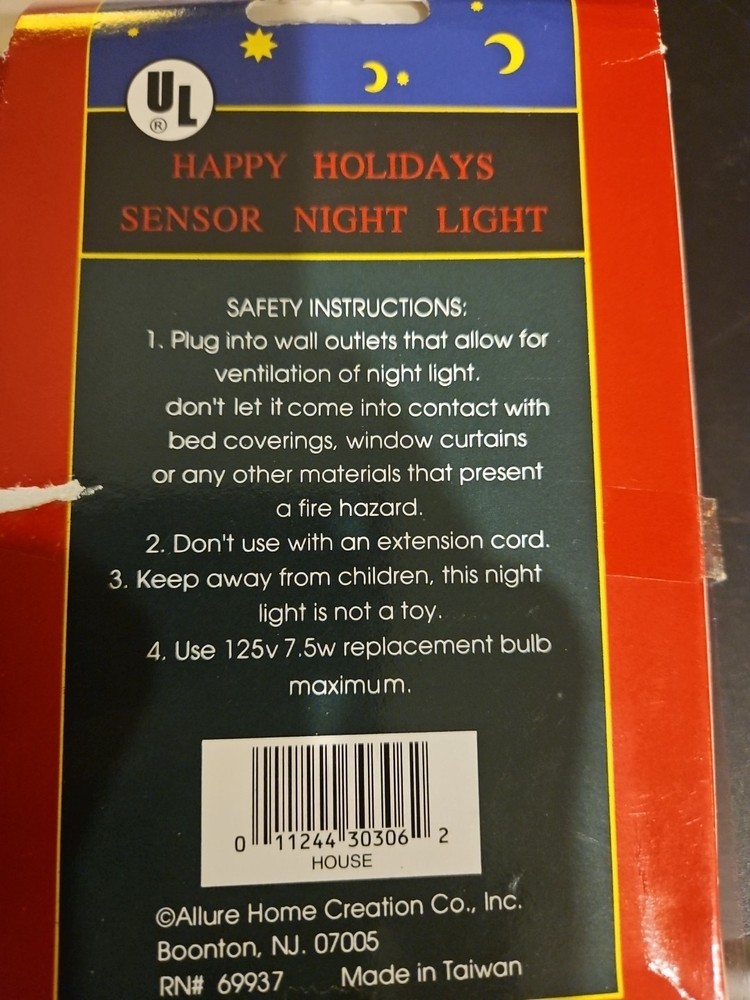 UL
®
HAPPY HOLIDAYS
SENSOR NIGHT LIGHT
SAFETY INSTRUCTIONS:
1. Plug into wall outlets that allow for
ventilation of night light.
don't let it come into contact with
bed coverings, window curtains
or any other materials that present
a fire hazard.
2. Don't use with an extension cord.
3. Keep away from children, this night
light is not a toy.
4. Use 125v 7.5w replacement bulb
maximum.
0 11244 30306 2
HOUSE
©Allure Home Creation Co., Inc.
Boonton, NJ. 07005
RN# 69937 Made in Taiwan